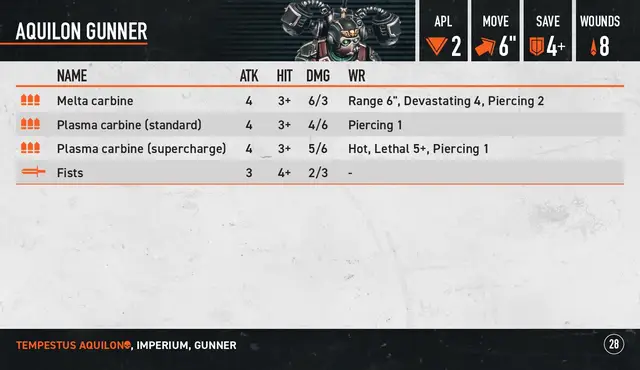 AQUILON GUNNER
APL MOVE SAVE WOUNDS
2 6" 4+ 8
NAME ATK HIT DMG WR
Melta carbine 4 3+ 6/3 Range 6", Devastating 4, Piercing 2
Plasma carbine (standard) 4 3+ 4/6 Piercing 1
Plasma carbine (supercharge) 4 3+ 5/6 Hot, Lethal 5+, Piercing 1
Fists 3 4+ 2/3 -
TEMPESTUS AQUILON, IMPERIUM, GUNNER
28